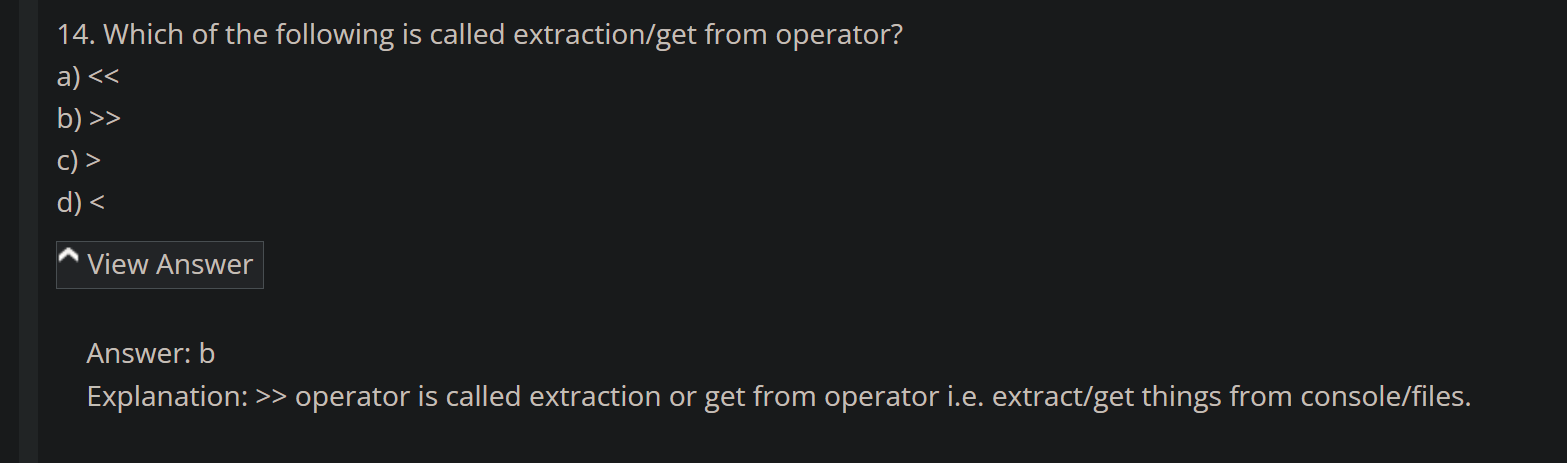 14. Which of the following is called extraction/get from operator?
a) <<
b) >>
c) >
d) <
View Answer
Answer: b
Explanation: >> operator is called extraction or get from operator i.e. extract/get things from console/files.